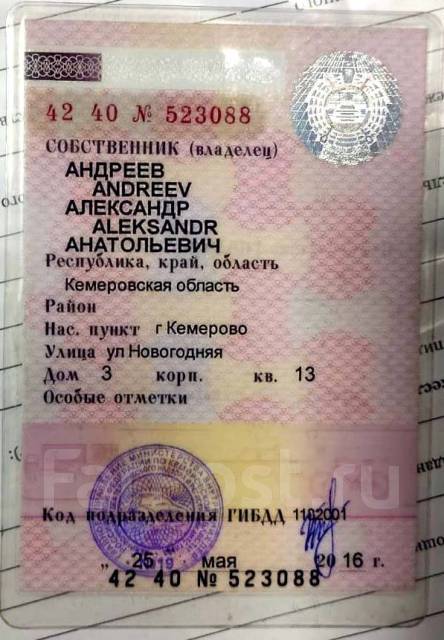 42 40 № 523088
СОБСТВЕННИК (владелец)
АНДРЕЕВ
ANDREEV
АЛЕКСАНДР
ALEKSANDR
АНАТОЛЬЕВИЧ
Республика, край, область
Кемеровская область
Район
Нас. пункт г Кемерово
Улица ул Новогодняя
Дом 3 корп. кв. 13
Особые отметки
Код подразделения ГИБДД 1102001
„ 25 " мая 2016 г.
42 40 № 523088